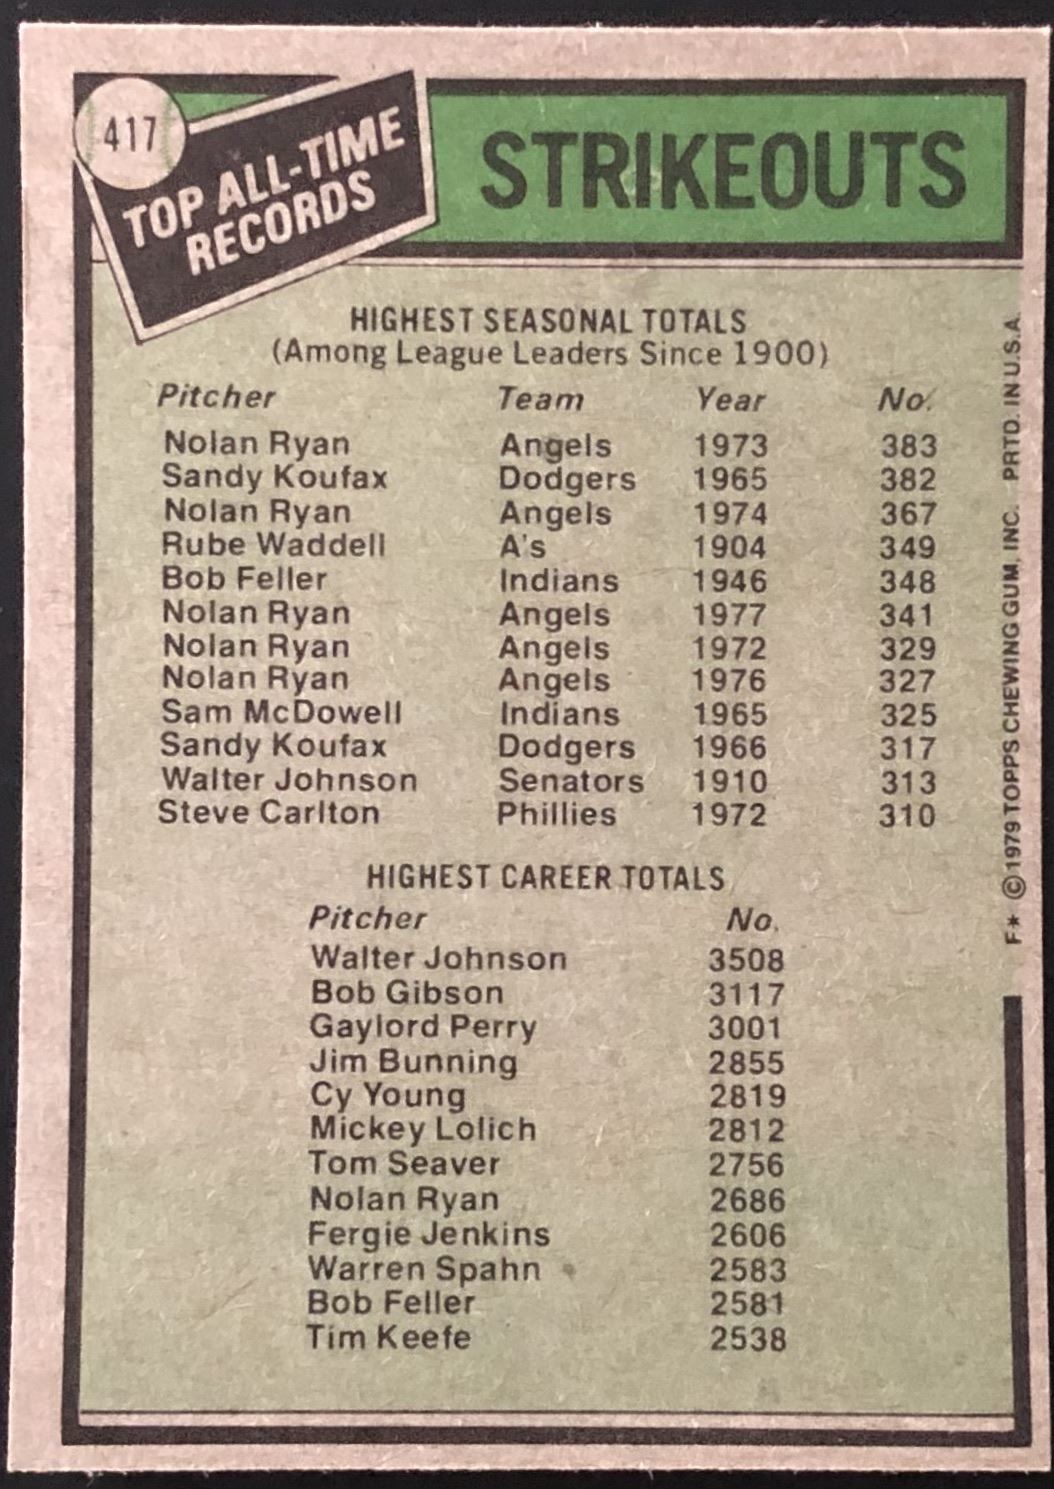 417
TOP ALL-TIME
RECORDS
STRIKEOUTS
HIGHEST SEASONAL TOTALS
(Among League Leaders Since 1900)
Pitcher Team Year No.
Nolan Ryan Angels 1973 383
Sandy Koufax Dodgers 1965 382
Nolan Ryan Angels 1974 367
Rube Waddell A's 1904 349
Bob Feller Indians 1946 348
Nolan Ryan Angels 1977 341
Nolan Ryan Angels 1972 329
Nolan Ryan Angels 1976 327
Sam McDowell Indians 1965 325
Sandy Koufax Dodgers 1966 317
Walter Johnson Senators 1910 313
Steve Carlton Phillies 1972 310
HIGHEST CAREER TOTALS
Pitcher No.
Walter Johnson 3508
Bob Gibson 3117
Gaylord Perry 3001
Jim Bunning 2855
Cy Young 2819
Mickey Lolich 2812
Tom Seaver 2756
Nolan Ryan 2686
Fergie Jenkins 2606
Warren Spahn 2583
Bob Feller 2581
Tim Keefe 2538
F* ©1979 TOPPS CHEWING GUM, INC. PRTD. IN U.S.A.